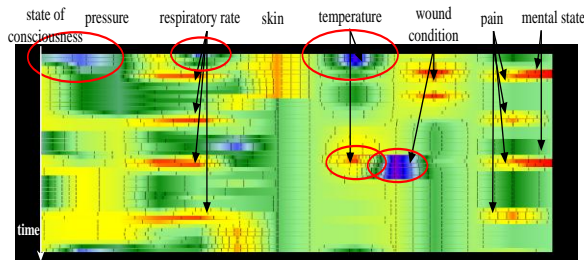 state of
consciousness
pressure
respiratory rate
skin
temperature
wound
condition
pain
mental state
time